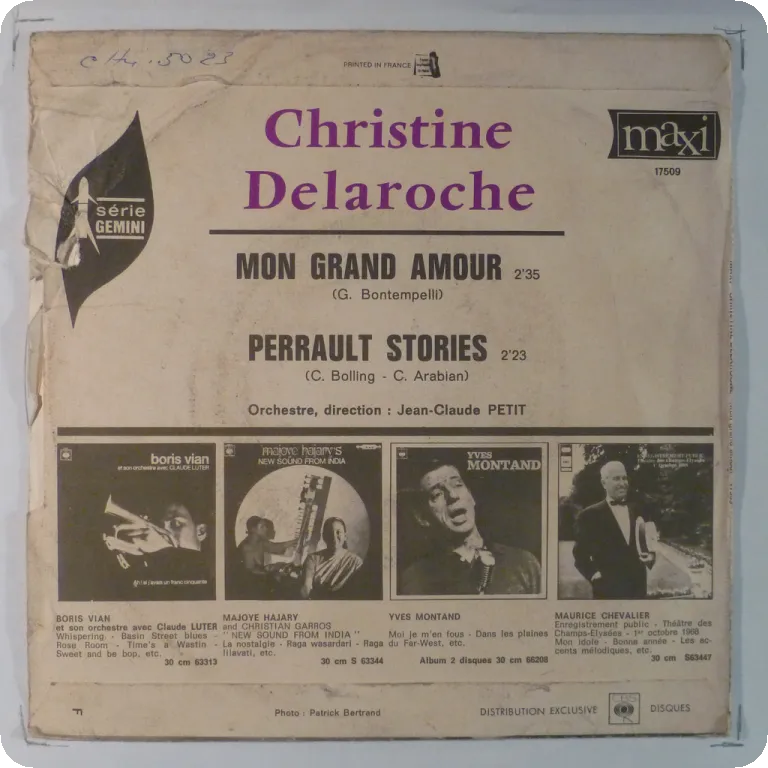 PRINTED IN FRANCE
Christine
Delaroche
maxi
17509
série
GEMINI
MON GRAND AMOUR 2'35
(G. Bontempelli)
PERRAULT STORIES 2'23
(C. Bolling - C. Arabian)
Orchestre, direction : Jean-Claude PETIT
boris vian
et son orchestre avec CLAUDE LUTER
majoye hajary's
NEW SOUND FROM INDIA
YVES
MONTAND
BORIS VIAN
et son orchestre avec Claude LUTER
Whispering - Basin Street blues -
Rose Room - Time's a Wastin -
Sweet and be bop, etc.
30 cm 63313
MAJOYE HAJARY
and CHRISTIAN GARROS
" NEW SOUND FROM INDIA "
La nostalgie - Raga wasardari - Raga
lilavati, etc.
30 cm S 63344
YVES MONTAND
Moi je m'en fous - Dans les plaines
du Far-West, etc.
Album 2 disques 30 cm 66208
MAURICE CHEVALIER
Enregistrement public - Théâtre des
Champs-Elysées - 1er octobre 1968
Mon idole - Bonne année - Les ac-
cents mélodiques, etc.
30 cm S63447
Photo : Patrick Bertrand
DISTRIBUTION EXCLUSIVE CBS DISQUES